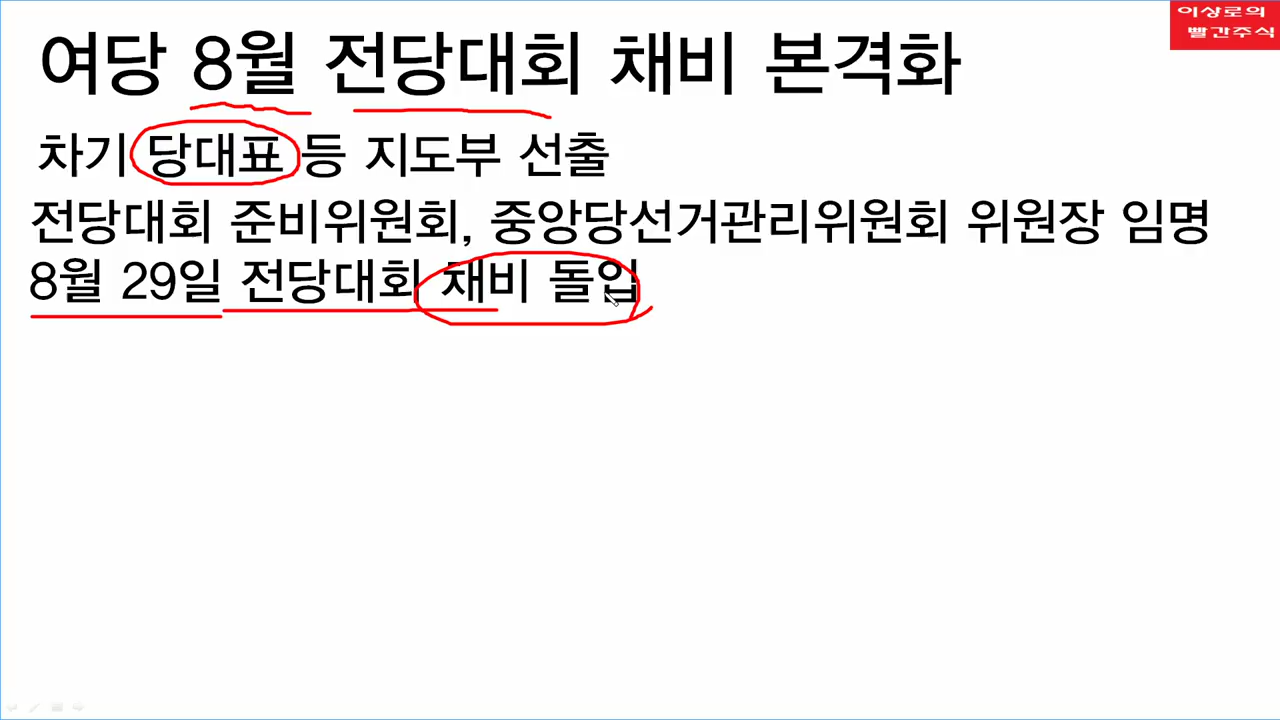 이상로의
빨간주식
여당 8월 전당대회 채비 본격화
차기 당대표 등 지도부 선출
전당대회 준비위원회, 중앙당선거관리위원회 위원장 임명
8월 29일 전당대회 채비 돌입